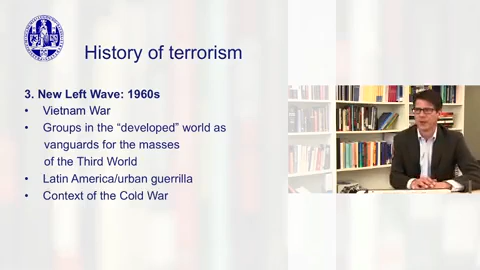 History of terrorism
3. New Left Wave: 1960s
• Vietnam War
• Groups in the “developed” world as
vanguards for the masses
of the Third World
• Latin America/urban guerrilla
• Context of the Cold War